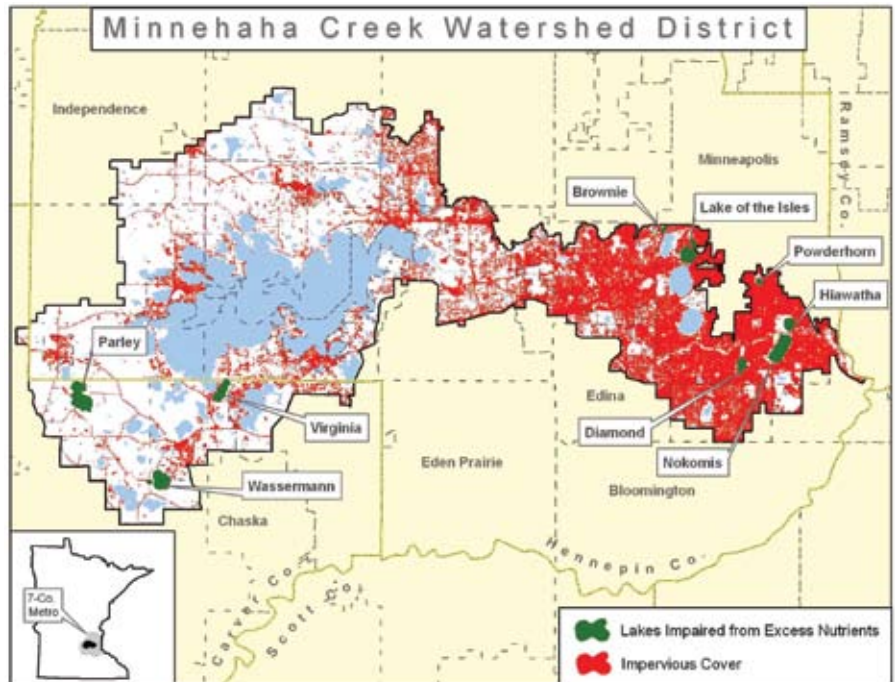 Minnehaha Creek Watershed District
Independence
Ramsey Co.
Minneapolis
Brownie
Lake of the Isles
Powderhorn
Hiawatha
Parley
Virginia
Edina
Diamond
Nokomis
Eden Prairie
Wassermann
Bloomington
Chaska
Hennepin Co.
Carver Co.
Scott Co.
7-Co.
Metro
Lakes Impaired from Excess Nutrients
Impervious Cover